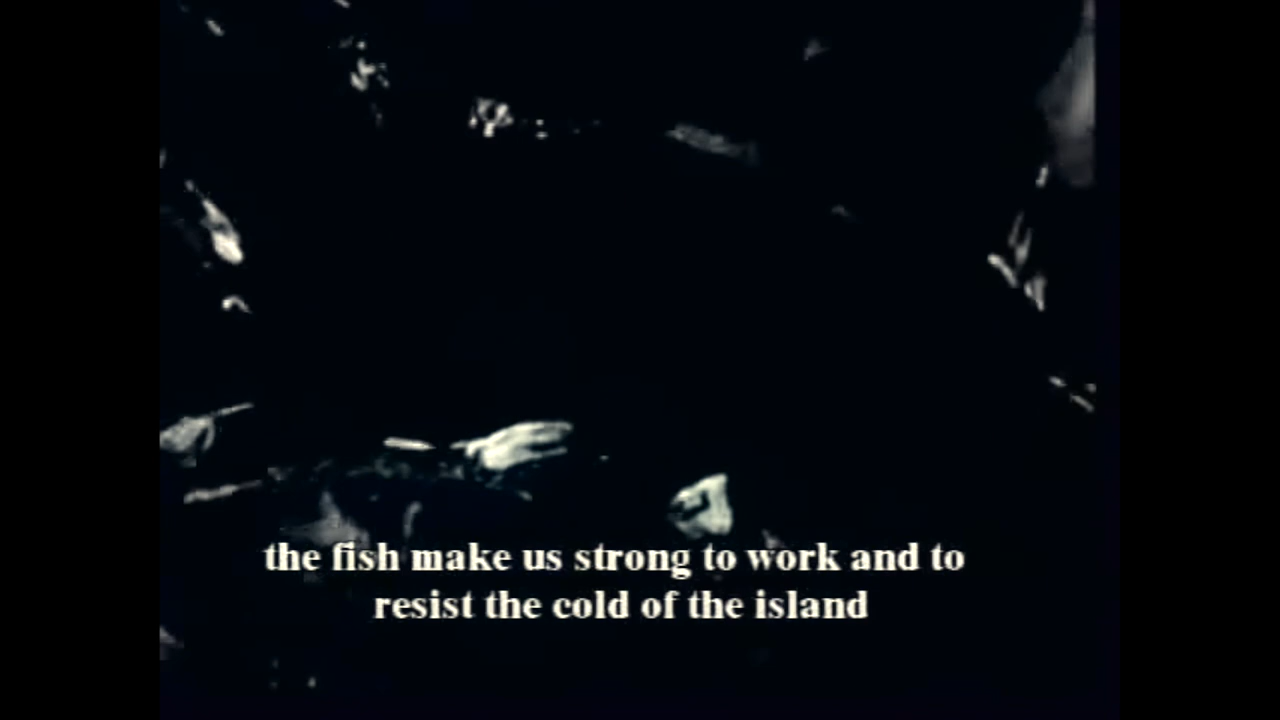 the fish make us strong to work and to
resist the cold of the island